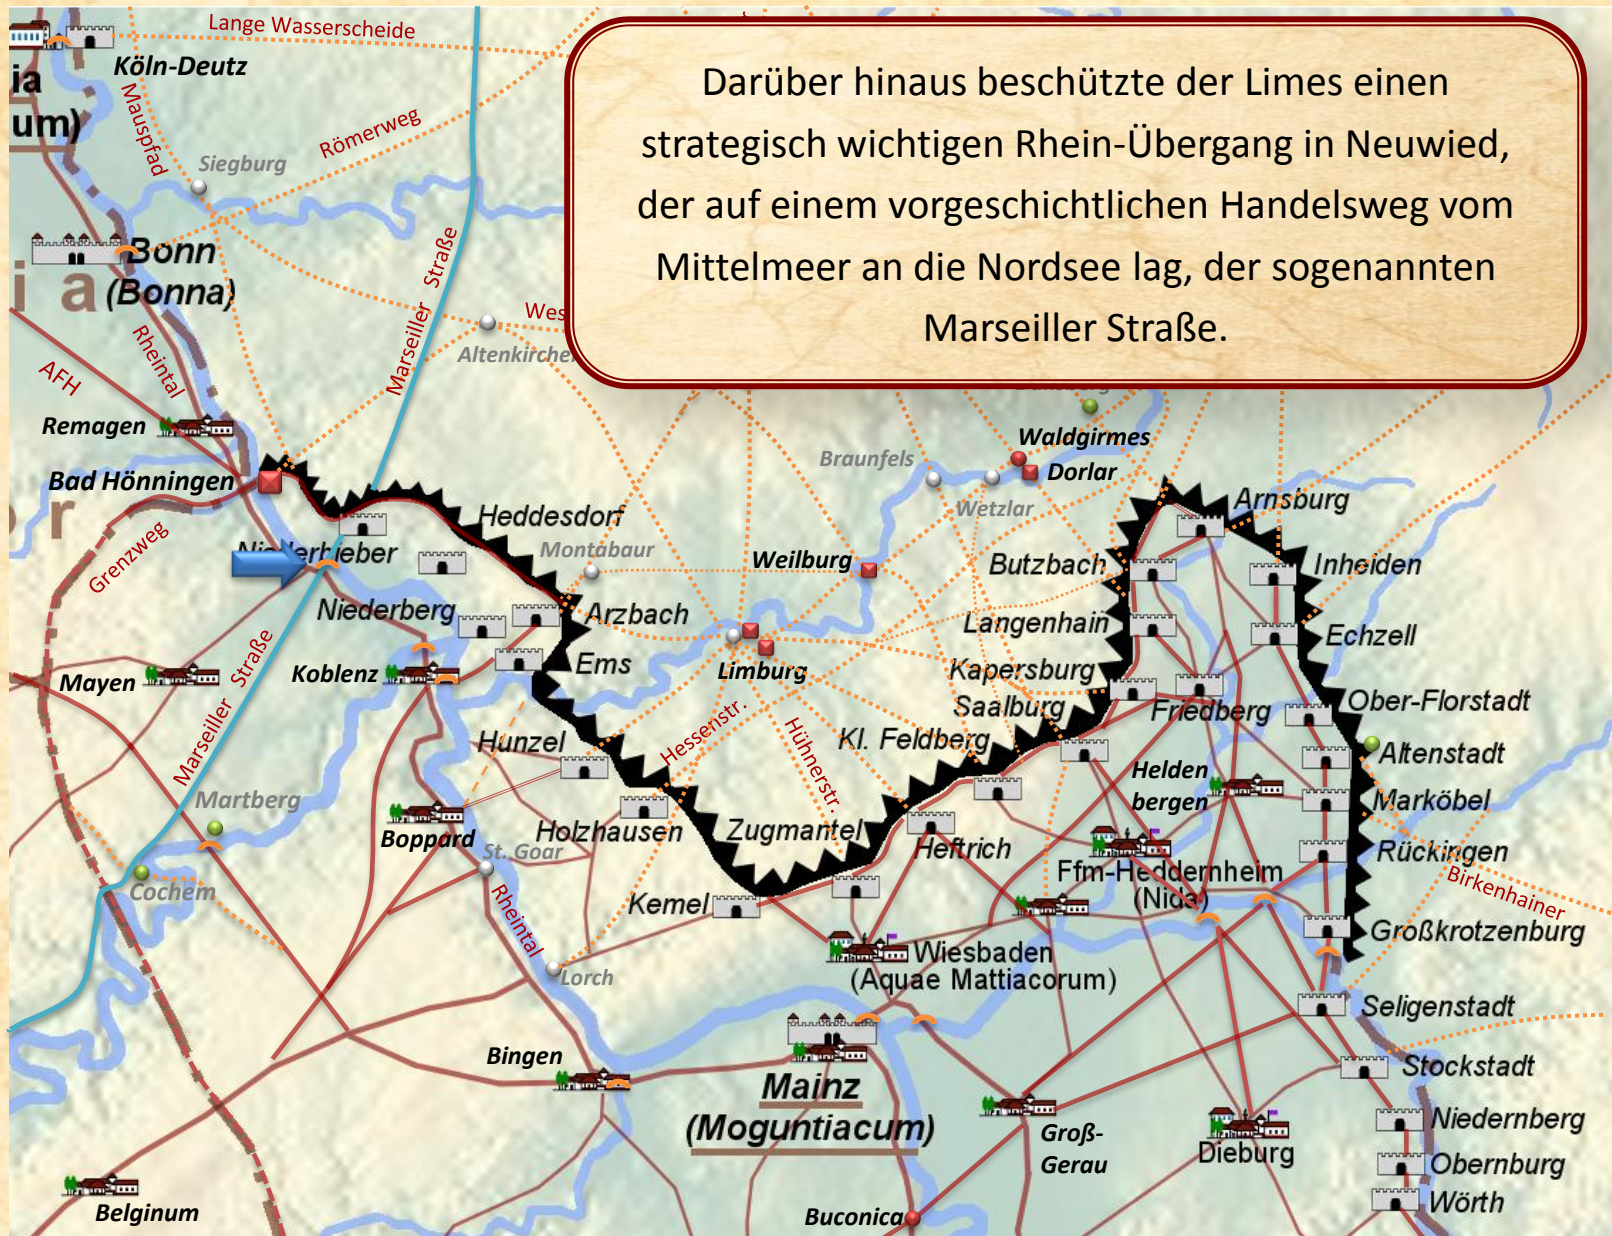 Darüber hinaus beschützte der Limes einen
strategisch wichtigen Rhein-Übergang in Neuwied,
der auf einem vorgeschichtlichen Handelsweg vom
Mittelmeer an die Nordsee lag, der sogenannten
Marseiller Straße.
Lange Wasserscheide
Köln-Deutz
ia
um)
Mauspfad
Römerweg
Siegburg
Bonn
(Bonna)
i a
Marseiller Straße
Wes
Altenkirchen
Rheintal
AFH
Remagen
Bad Hönningen
r
Grenzweg
Heddesdorf
Niederbieber
Montabaur
Niederberg
Arzbach
Ems
Koblenz
Mayen
Marseiller Straße
Braunfels
Wetzlar
Waldgirmes
Dorlar
Weilburg
Limburg
Arnsburg
Butzbach
Inheiden
Langenhain
Echzell
Kapersburg
Saalburg
Friedberg
Ober-Florstadt
Kl. Feldberg
Altenstadt
Helden
bergen
Marköbel
Hunzel
Hessenstr.
Hühnerstr.
Martberg
Boppard
Holzhausen
Zugmantel
Heftrich
St. Goar
Rückingen
Ffm-Heddernheim
(Nida)
Birkenhainer
Cochem
Kemel
Rheintal
Großkrotzenburg
Wiesbaden
(Aquae Mattiacorum)
Lorch
Seligenstadt
Bingen
Mainz
(Moguntiacum)
Stockstadt
Groß-
Gerau
Dieburg
Niedernberg
Obernburg
Wörth
Belginum
Buconica